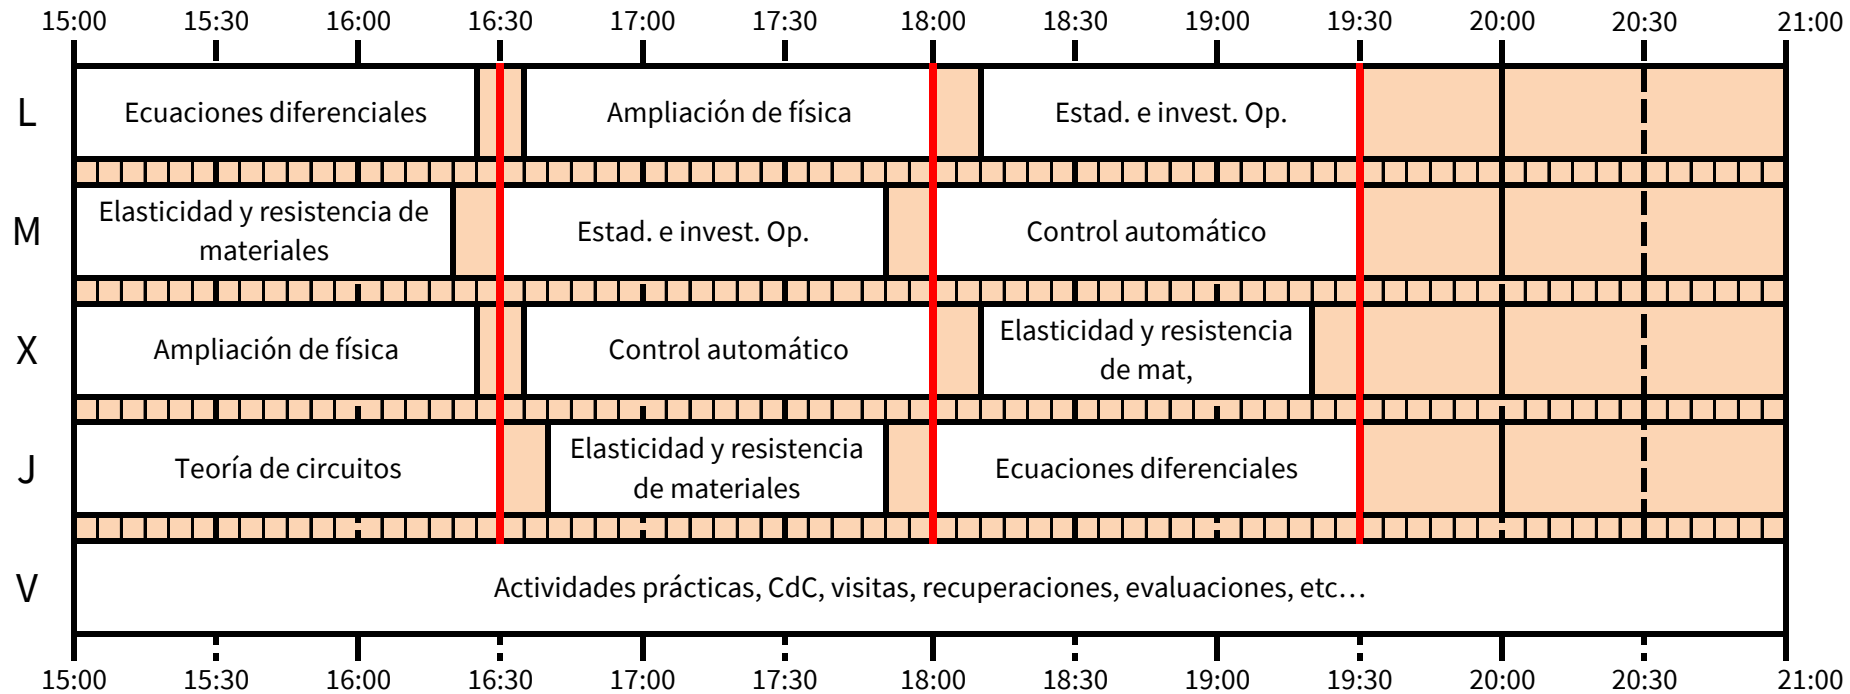 15:00 15:30 16:00 16:30 17:00 17:30 18:00 18:30 19:00 19:30 20:00 20:30 21:00
L
Ecuaciones diferenciales
Ampliación de física
Estad. e invest. Op.
M
Elasticidad y resistencia de
materiales
Estad. e invest. Op.
Control automático
X
Ampliación de física
Control automático
Elasticidad y resistencia
de mat,
J
Teoría de circuitos
Elasticidad y resistencia
de materiales
Ecuaciones diferenciales
V
Actividades prácticas, CdC, visitas, recuperaciones, evaluaciones, etc…
15:00 15:30 16:00 16:30 17:00 17:30 18:00 18:30 19:00 19:30 20:00 20:30 21:00